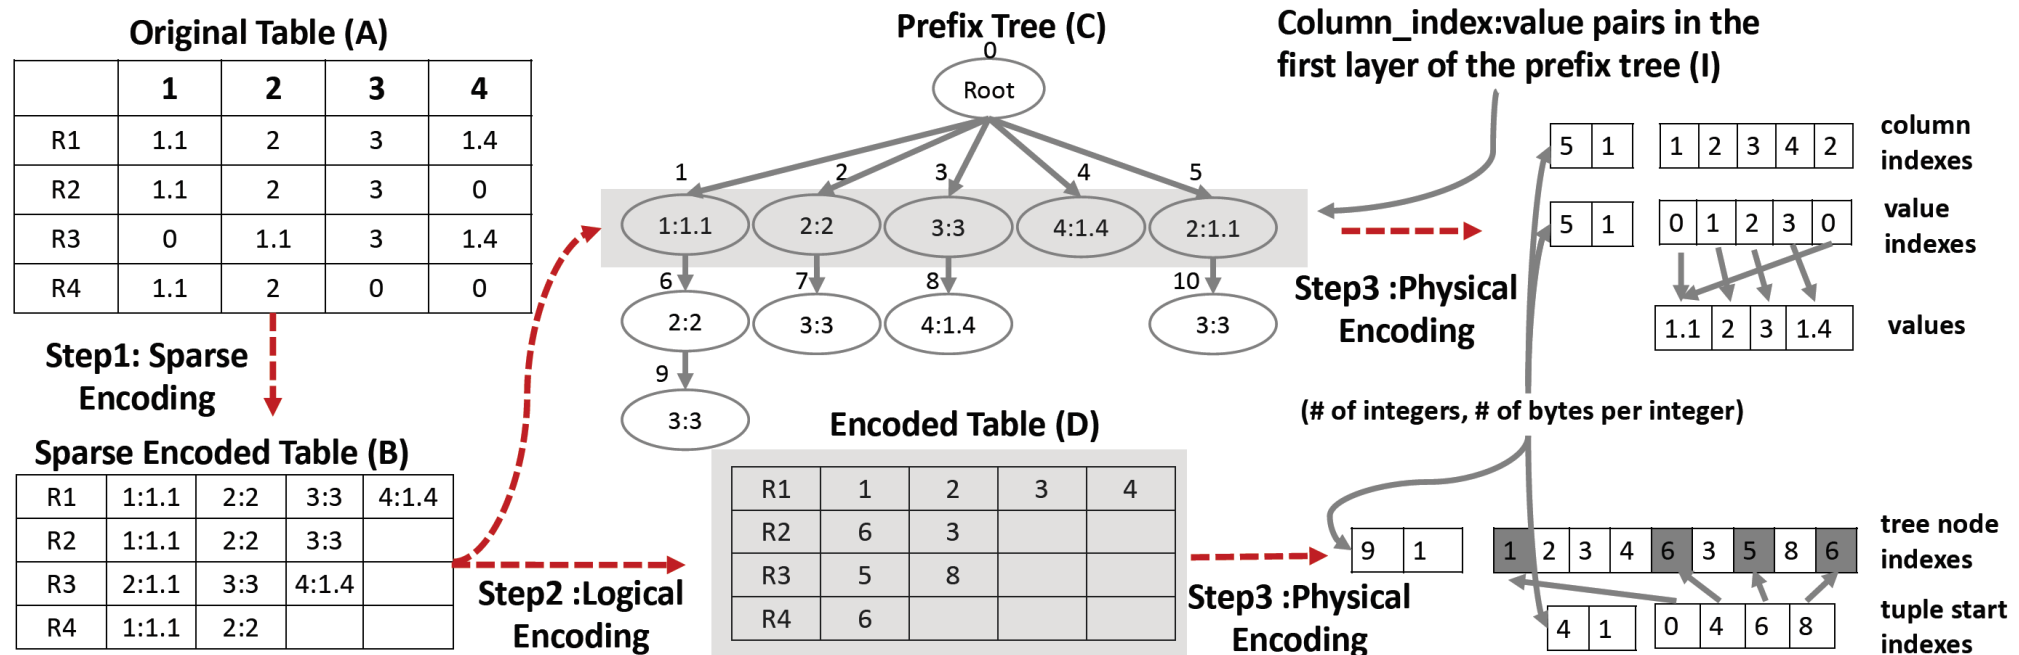 Original Table (A)
1 2 3 4
R1 1.1 2 3 1.4
R2 1.1 2 3 0
R3 0 1.1 3 1.4
R4 1.1 2 0 0
Step1: Sparse
Encoding
Sparse Encoded Table (B)
R1 1:1.1 2:2 3:3 4:1.4
R2 1:1.1 2:2 3:3
R3 2:1.1 3:3 4:1.4
R4 1:1.1 2:2
Step2 :Logical
Encoding
Prefix Tree (C)
0
Root
1 2 3 4 5
1:1.1 2:2 3:3 4:1.4 2:1.1
6 7 8 10
2:2 3:3 4:1.4 3:3
9
3:3
Encoded Table (D)
R1 1 2 3 4
R2 6 3
R3 5 8
R4 6
Column_index:value pairs in the
first layer of the prefix tree (I)
Step3 :Physical
Encoding
5 1 1 2 3 4 2 column
indexes
5 1 0 1 2 3 0 value
indexes
1.1 2 3 1.4 values
(# of integers, # of bytes per integer)
Step3 :Physical
Encoding
9 1 1 2 3 4 6 3 5 8 6 tree node
indexes
4 1 0 4 6 8 tuple start
indexes